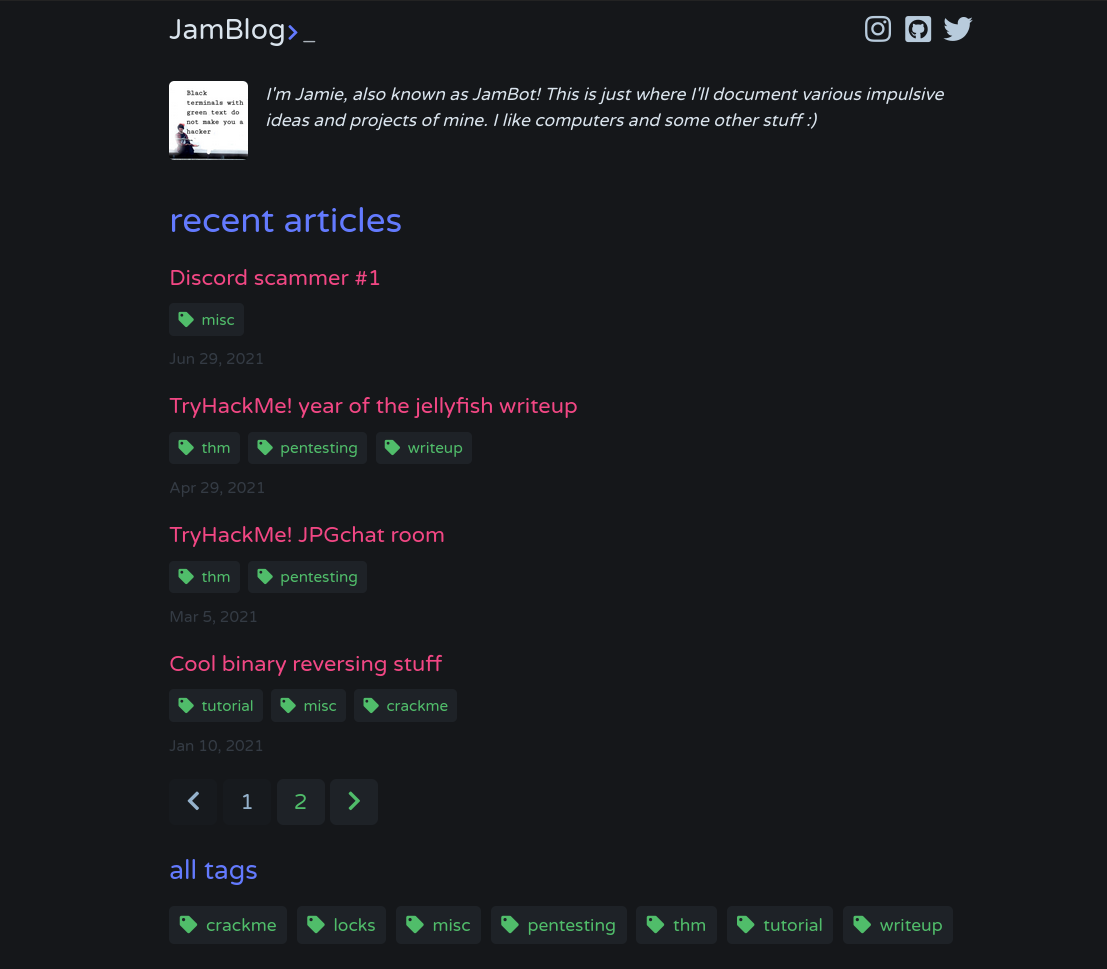 JamBlog> _
Black
terminals with
green text do
not make you a
hacker
I'm Jamie, also known as JamBot! This is just where I'll document various impulsive
ideas and projects of mine. I like computers and some other stuff :)
recent articles
Discord scammer #1
misc
Jun 29, 2021
TryHackMe! year of the jellyfish writeup
thm pentesting writeup
Apr 29, 2021
TryHackMe! JPGchat room
thm pentesting
Mar 5, 2021
Cool binary reversing stuff
tutorial misc crackme
Jan 10, 2021
1 2
all tags
crackme locks misc pentesting thm tutorial writeup